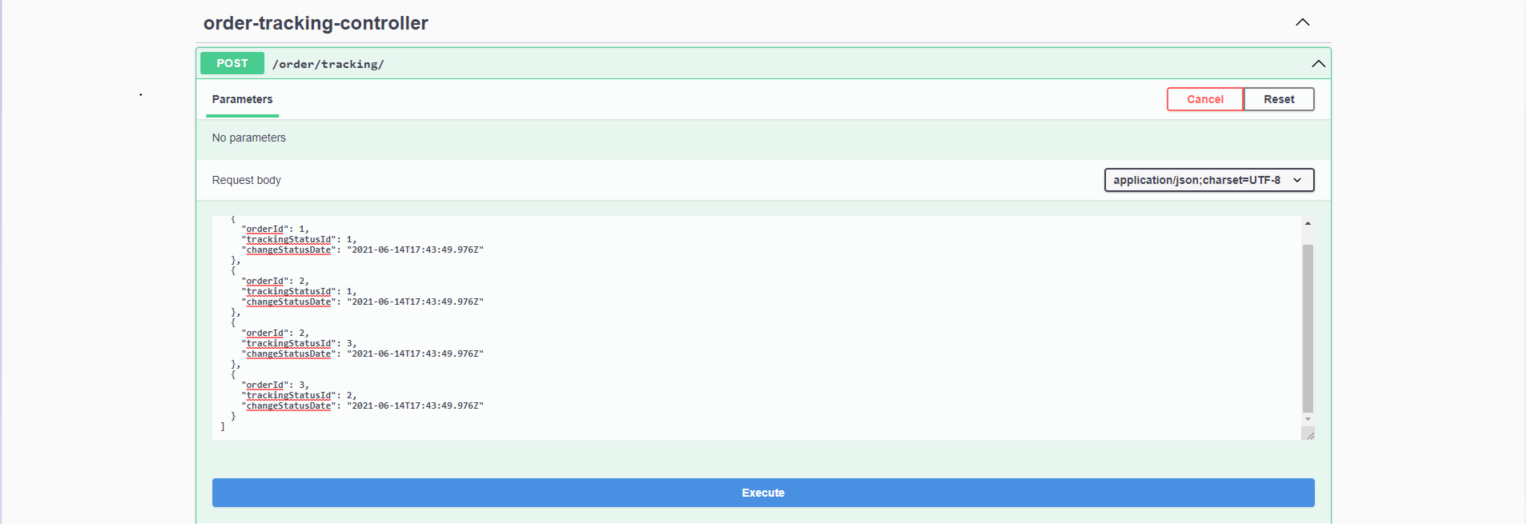 order-tracking-controller
POST /order/tracking/
Parameters
Cancel Reset
No parameters
Request body
application/json;charset=UTF-8
{
"orderId": 1,
"trackingStatusId": 1,
"changeStatusDate": "2021-06-14T17:43:49.976Z"
},
{
"orderId": 2,
"trackingStatusId": 1,
"changeStatusDate": "2021-06-14T17:43:49.976Z"
},
{
"orderId": 2,
"trackingStatusId": 3,
"changeStatusDate": "2021-06-14T17:43:49.976Z"
},
{
"orderId": 3,
"trackingStatusId": 2,
"changeStatusDate": "2021-06-14T17:43:49.976Z"
}
]
Execute